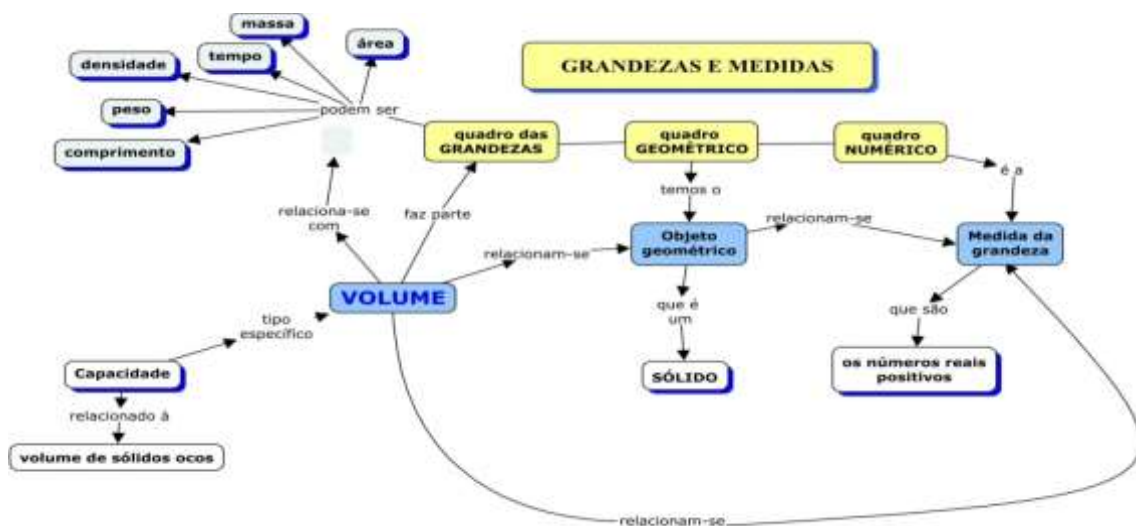 massa
área
tempo
densidade
GRANDEZAS E MEDIDAS
peso
podem ser
comprimento
quadro das
GRANDEZAS
quadro
GEOMÉTRICO
quadro
NUMÉRICO
é a
temos o
relaciona-se
com
faz parte
relacionam-se
Objeto
geométrico
relacionam-se
Medida da
grandeza
VOLUME
que é
um
que são
tipo
específico
Capacidade
SÓLIDO
os números reais
positivos
relacionado à
volume de sólidos ocos
relacionam-se